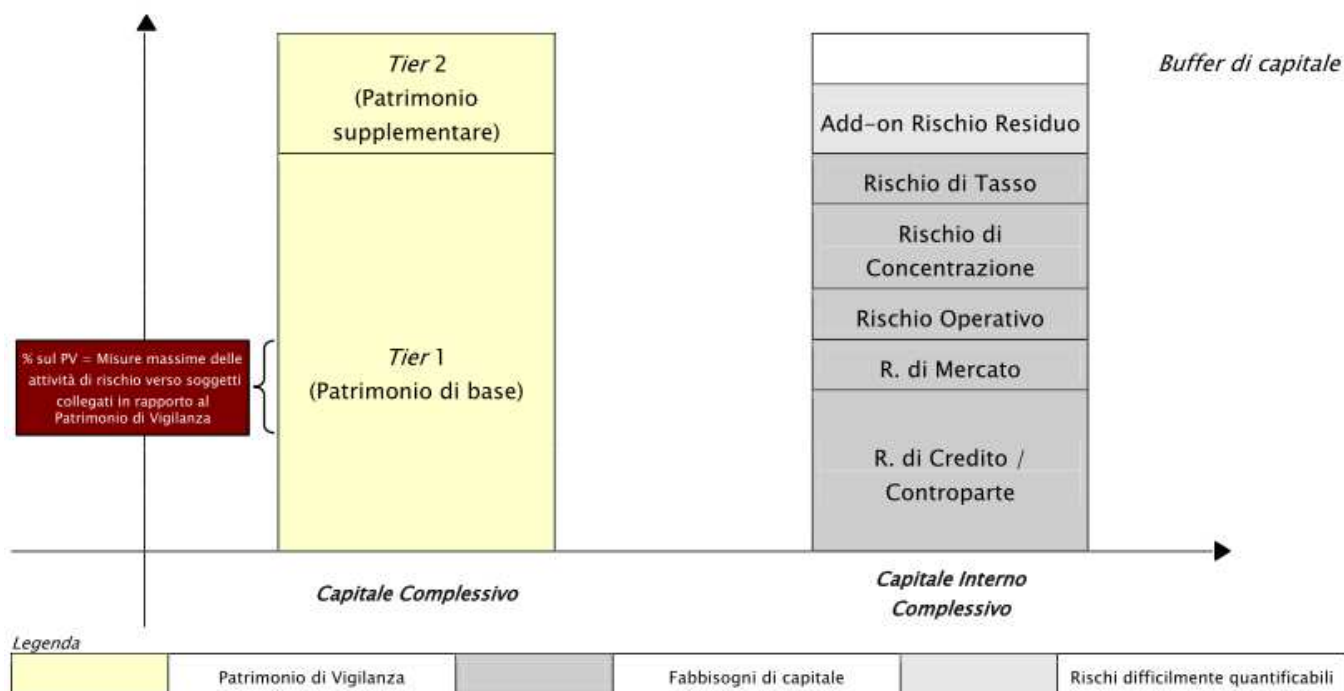 Tier 2
(Patrimonio
supplementare)
Tier 1
(Patrimonio di base)
% sul PV = Misure massime delle
attività di rischio verso soggetti
collegati in rapporto al
Patrimonio di Vigilanza
Buffer di capitale
Add-on Rischio Residuo
Rischio di Tasso
Rischio di
Concentrazione
Rischio Operativo
R. di Mercato
R. di Credito /
Controparte
Capitale Complessivo
Capitale Interno
Complessivo
Legenda
Patrimonio di Vigilanza
Fabbisogni di capitale
Rischi difficilmente quantificabili